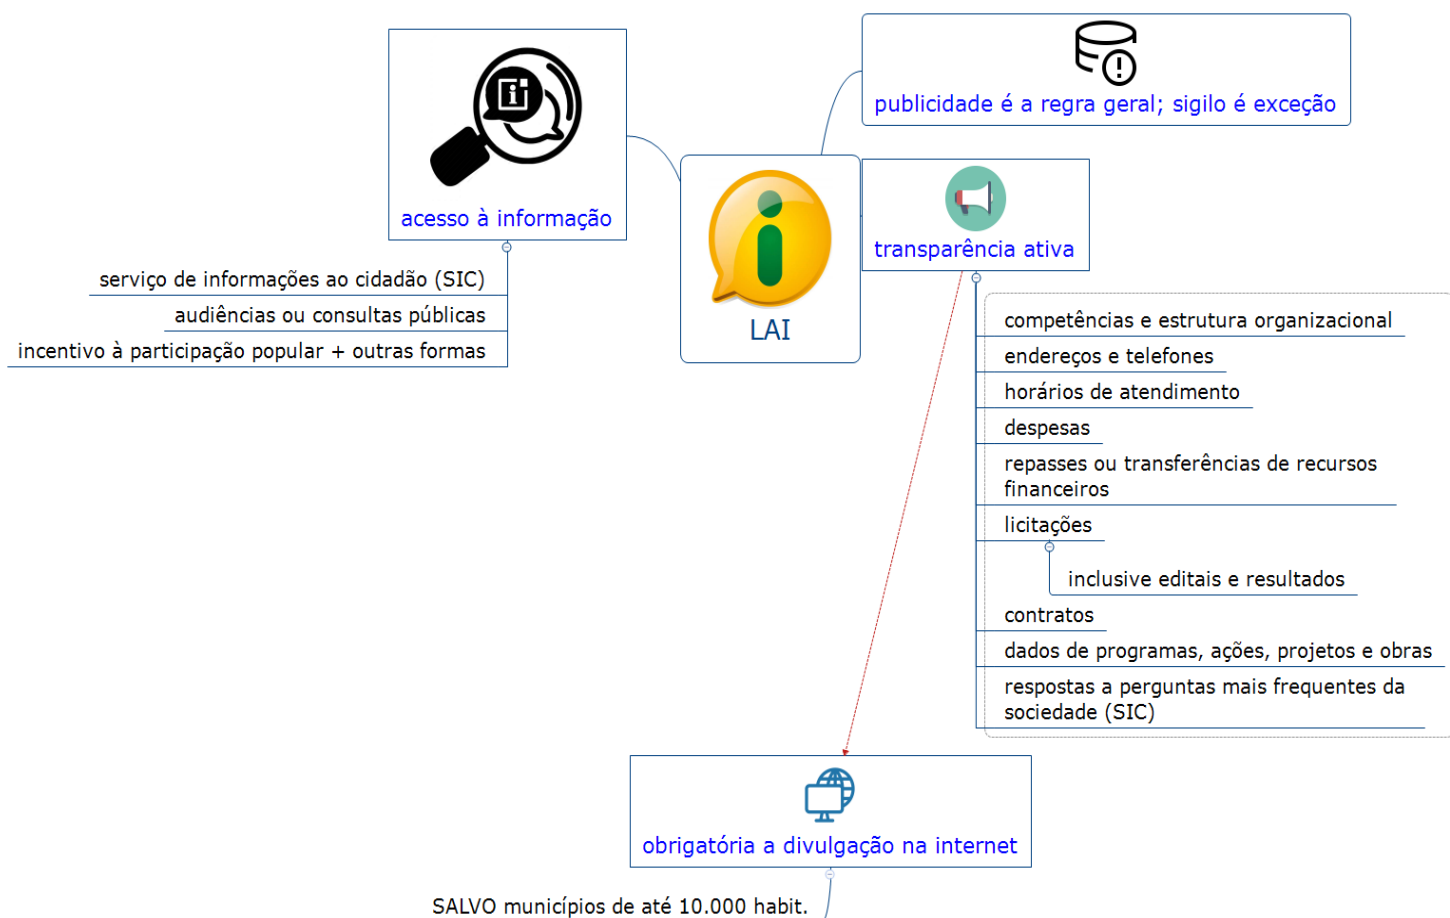 publicidade é a regra geral; sigilo é exceção
acesso à informação
serviço de informações ao cidadão (SIC)
audiências ou consultas públicas
incentivo à participação popular + outras formas
LAI
transparência ativa
competências e estrutura organizacional
endereços e telefones
horários de atendimento
despesas
repasses ou transferências de recursos
financeiros
licitações
inclusive editais e resultados
contratos
dados de programas, ações, projetos e obras
respostas a perguntas mais frequentes da
sociedade (SIC)
obrigatória a divulgação na internet
SALVO municípios de até 10.000 habit.